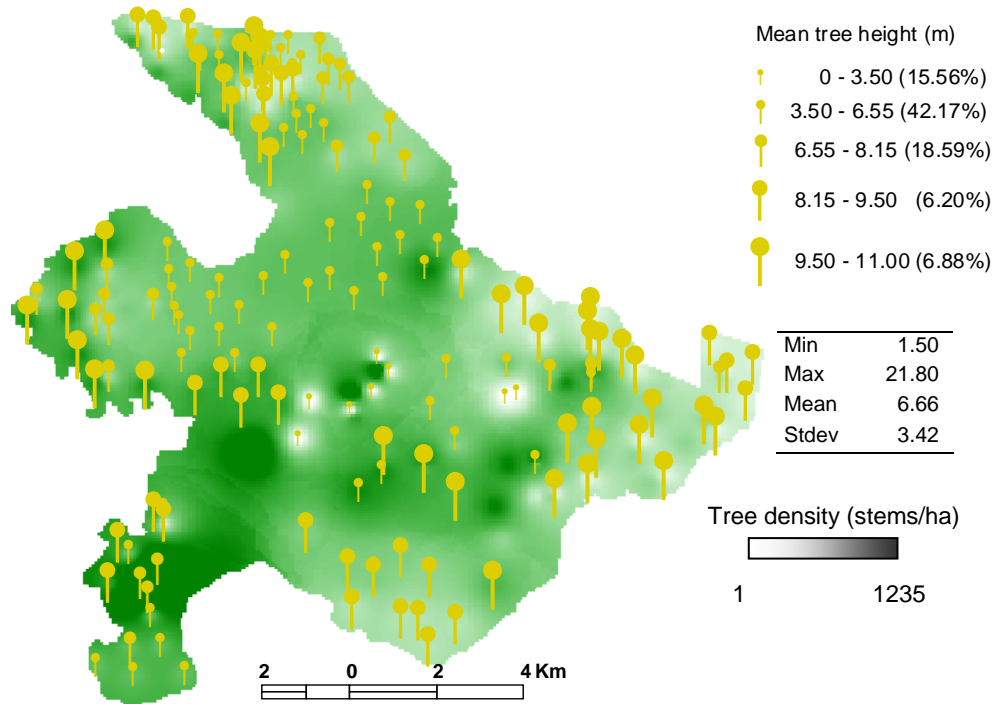 Mean tree height (m)
0 - 3.50 (15.56%)
3.50 - 6.55 (42.17%)
6.55 - 8.15 (18.59%)
8.15 - 9.50 (6.20%)
9.50 - 11.00 (6.88%)
Min 1.50
Max 21.80
Mean 6.66
Stdev 3.42
Tree density (stems/ha)
1 1235
2 0 2 4 Km